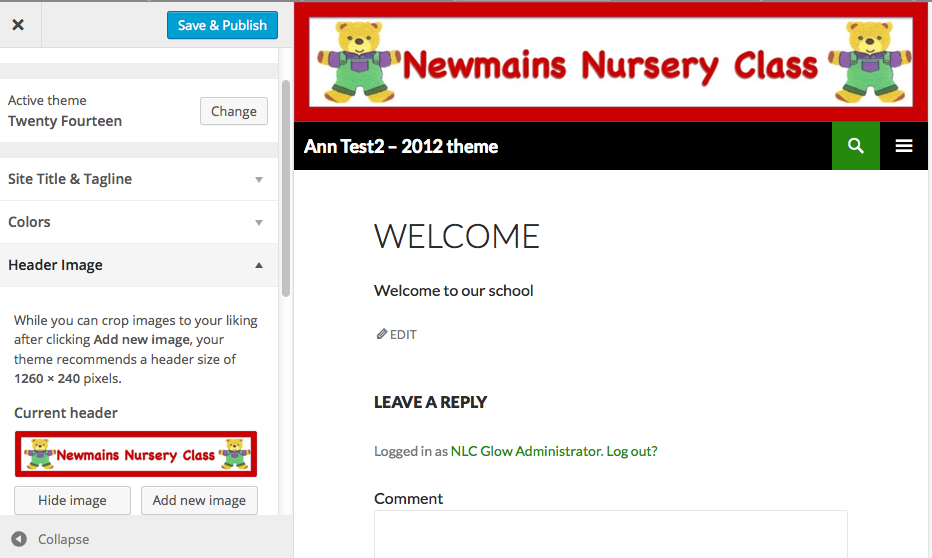 Save & Publish
Active theme
Twenty Fourteen
Change
Site Title & Tagline
Colors
Header Image
While you can crop images to your liking
after clicking Add new image, your
theme recommends a header size of
1260 × 240 pixels.
Current header
Newmains Nursery Class
Hide image
Add new image
Collapse
Newmains Nursery Class
Ann Test2 – 2012 theme
WELCOME
Welcome to our school
EDIT
LEAVE A REPLY
Logged in as NLC Glow Administrator. Log out?
Comment